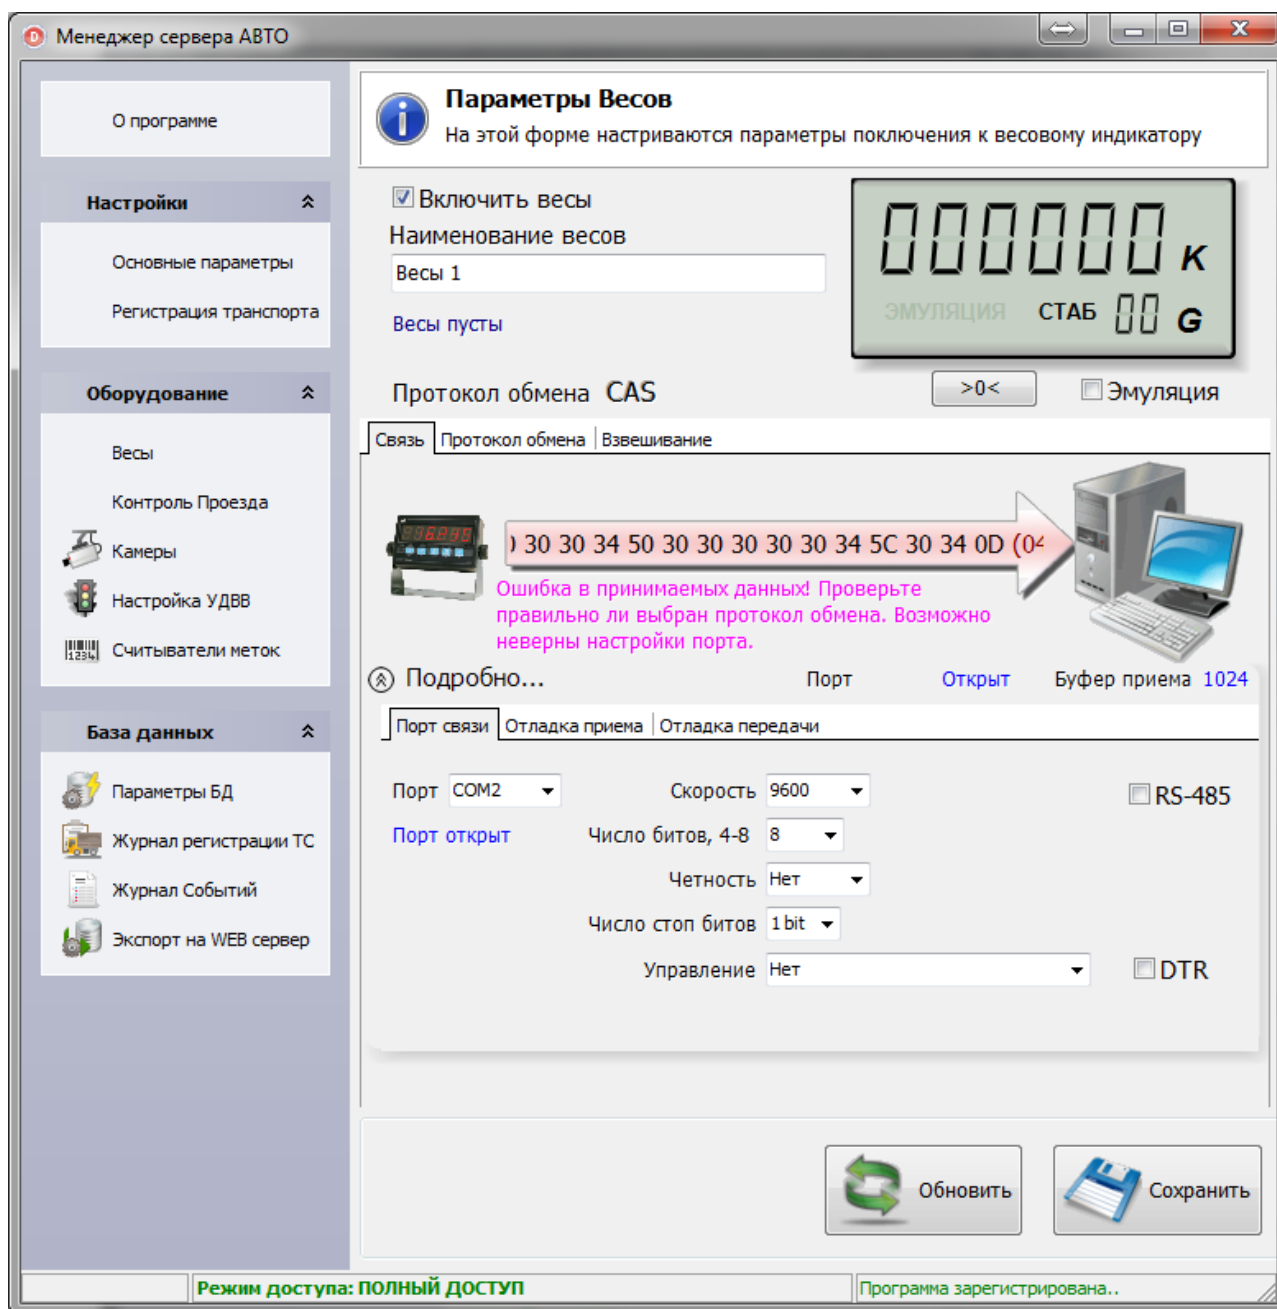 Менеджер сервера АВТО
О программе
Настройки
Основные параметры
Регистрация транспорта
Оборудование
Весы
Контроль Проезда
Камеры
Настройка УДВВ
Считыватели меток
База данных
Параметры БД
Журнал регистрации ТС
Журнал Событий
Экспорт на WEB сервер
Параметры Весов
На этой форме настриваются параметры поключения к весовому индикатору
Включить весы
Наименование весов
Весы 1
Весы пусты
000000 K
ЭМУЛЯЦИЯ СТАБ 00 G
Протокол обмена CAS
>0<
Эмуляция
Связь Протокол обмена Взвешивание
30 30 34 50 30 30 30 30 30 34 5C 30 34 0D (04
Ошибка в принимаемых данных! Проверьте
правильно ли выбран протокол обмена. Возможно
неверны настройки порта.
Подробно... Порт Открыт Буфер приема 1024
Порт связи Отладка приема Отладка передачи
Порт COM2 Скорость 9600 RS-485
Порт открыт Число битов, 4-8 8
Четность Нет
Число стоп битов 1 bit
Управление Нет DTR
Обновить Сохранить
Режим доступа: ПОЛНЫЙ ДОСТУП Программа зарегистрирована..